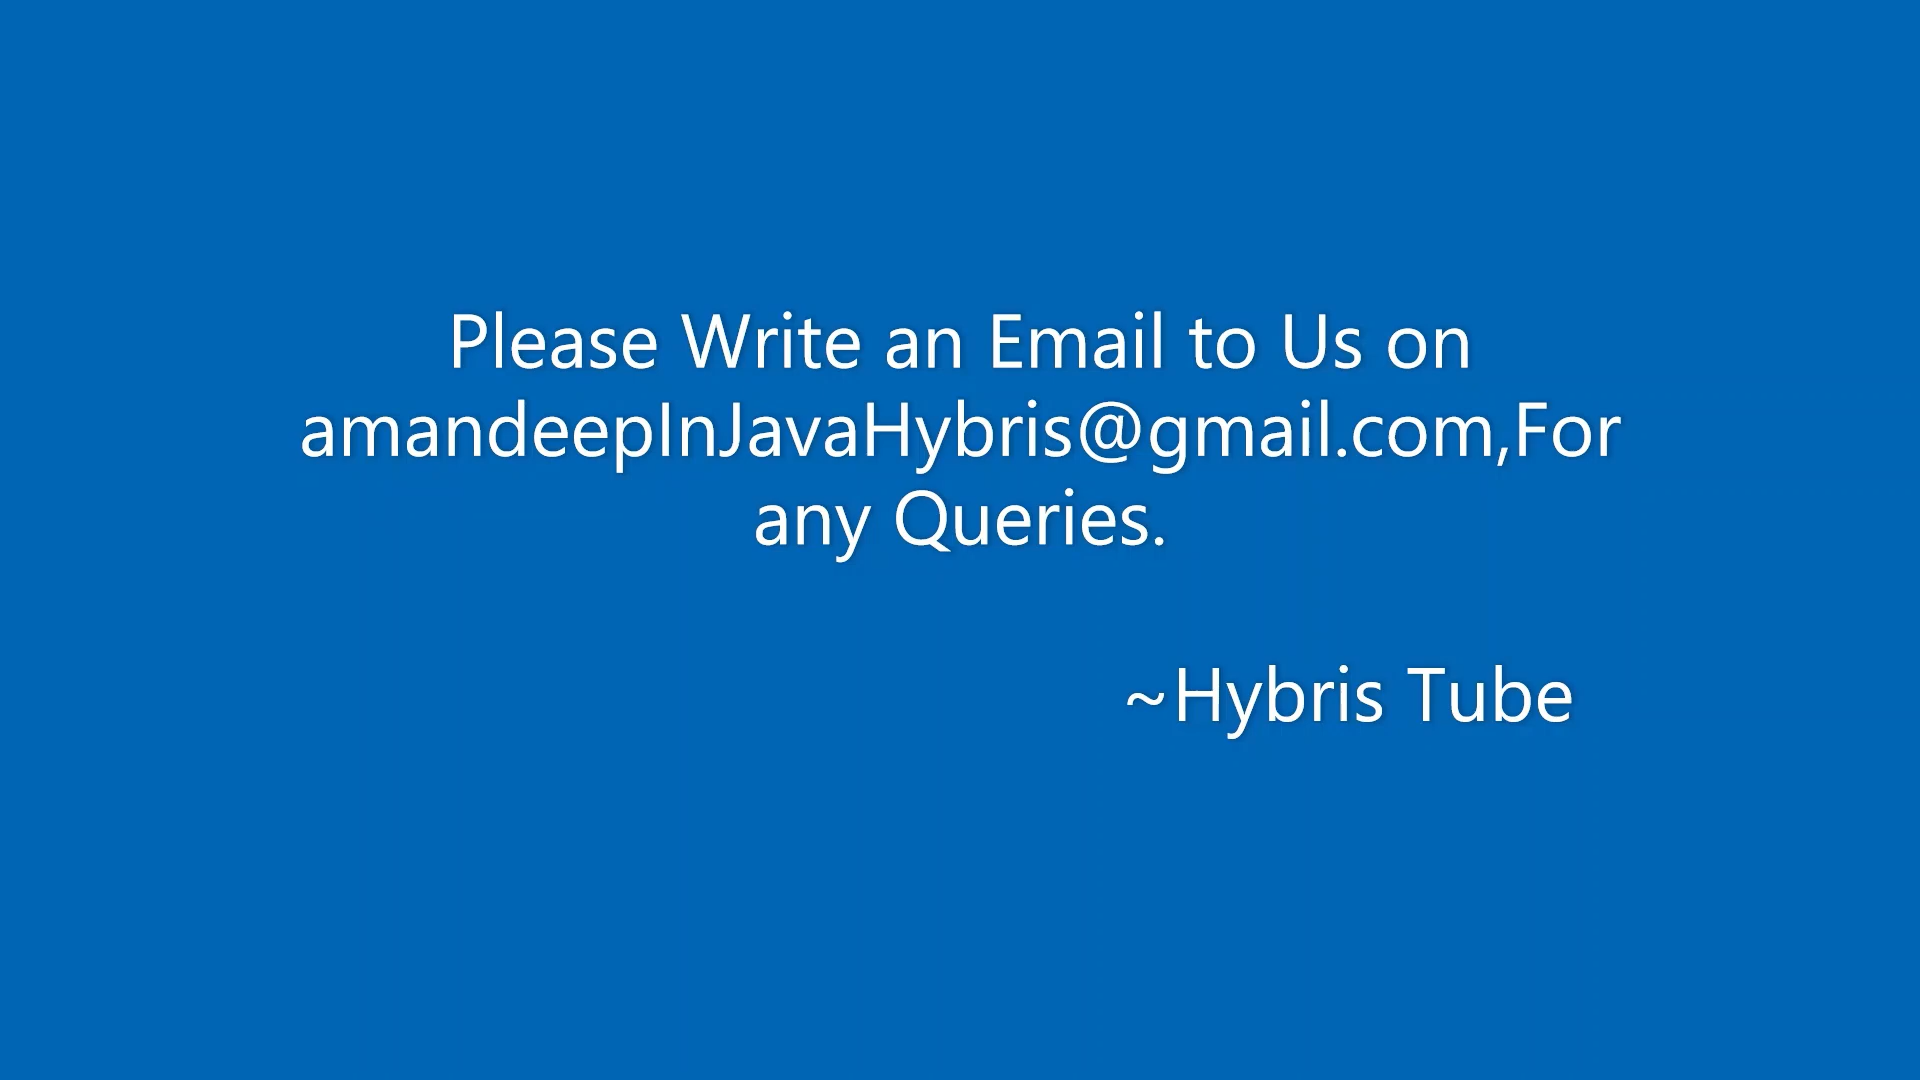 Please Write an Email to Us on
amandeepInJavaHybris@gmail.com,For
any Queries.
~Hybris Tube